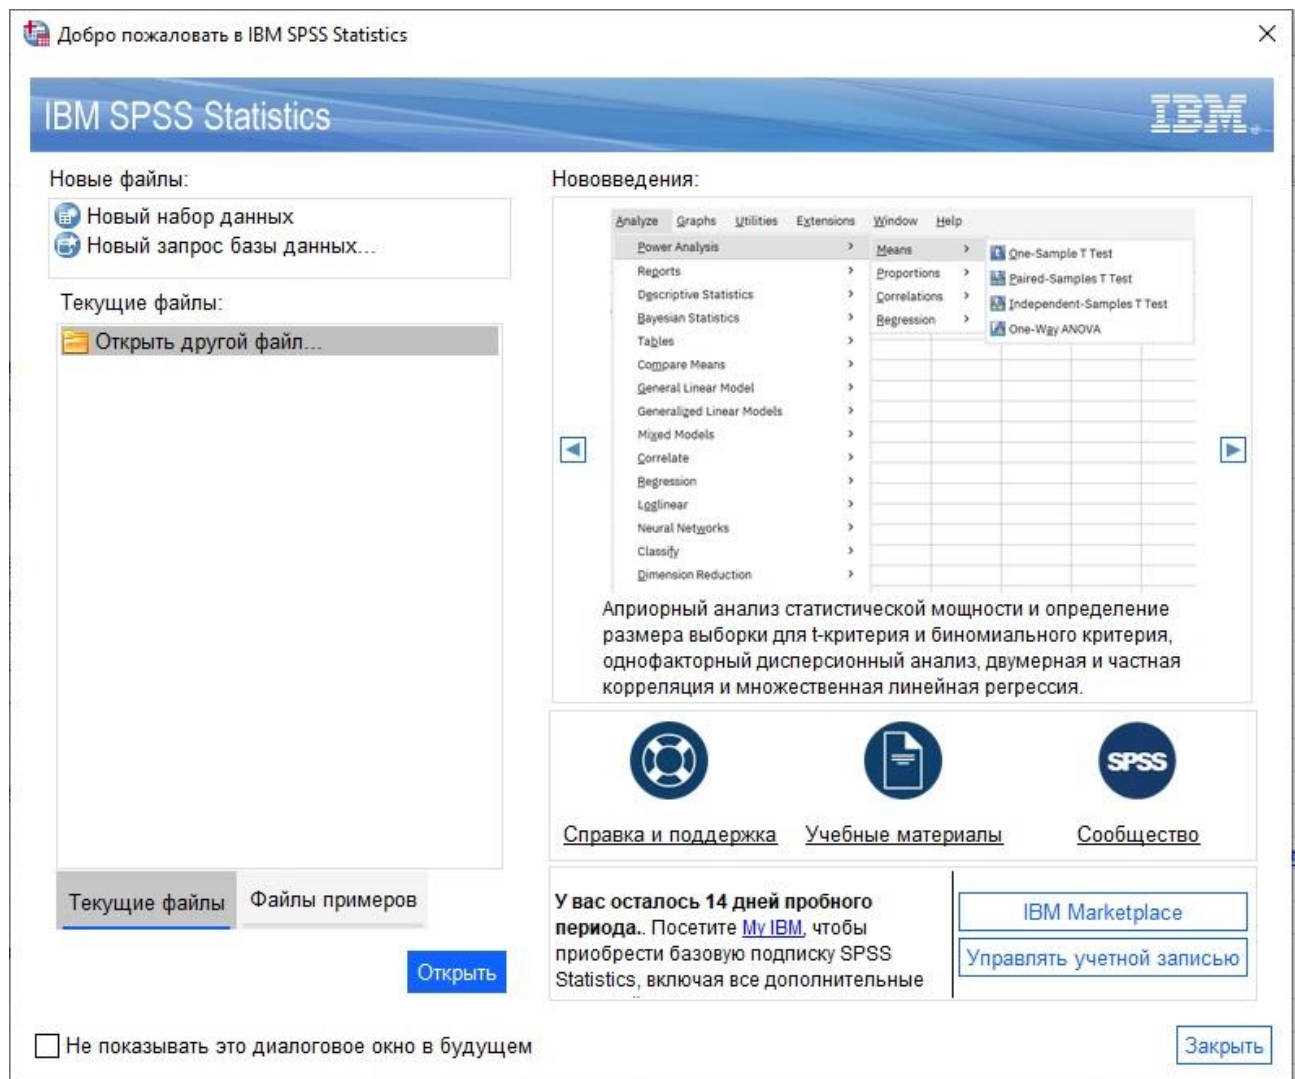 Добро пожаловать в IBM SPSS Statistics
IBM SPSS Statistics
IBM
Новые файлы:
Новый набор данных
Новый запрос базы данных...
Текущие файлы:
Открыть другой файл...
Текущие файлы
Файлы примеров
Открыть
Нововведения:
Analyze Graphs Utilities Extensions Window Help
Power Analysis
Reports
Descriptive Statistics
Bayesian Statistics
Tables
Compare Means
General Linear Model
Generalized Linear Models
Mixed Models
Correlate
Regression
Loglinear
Neural Networks
Classify
Dimension Reduction
Means
Proportions
Correlations
Regression
One-Sample T Test
Paired-Samples T Test
Independent-Samples T Test
One-Way ANOVA
Априорный анализ статистической мощности и определение
размера выборки для t-критерия и биномиального критерия,
однофакторный дисперсионный анализ, двумерная и частная
корреляция и множественная линейная регрессия.
Справка и поддержка
Учебные материалы
SPSS
Сообщество
У вас осталось 14 дней пробного
периода.. Посетите My IBM, чтобы
приобрести базовую подписку SPSS
Statistics, включая все дополнительные
IBM Marketplace
Управлять учетной записью
Не показывать это диалоговое окно в будущем
Закрыть